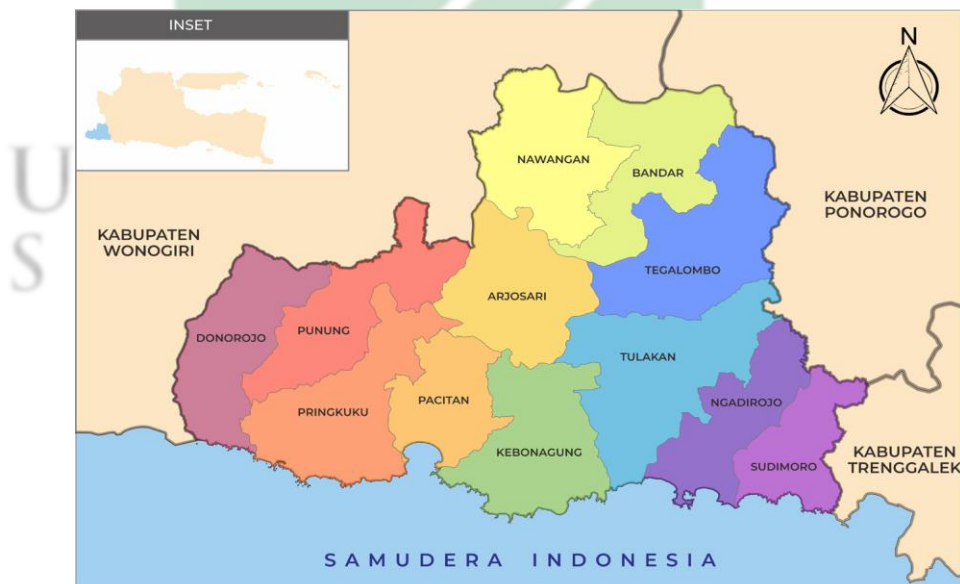 INSET
N
U
S
KABUPATEN
WONOGIRI
KABUPATEN
PONOROGO
NAWANGAN
BANDAR
TEGALOMBO
ARJOSARI
DONOROJO
PUNUNG
TULAKAN
PRINGKUKU
PACITAN
NGADIROJO
KEBONAGUNG
SUDIMORO
KABUPATEN
TRENGGALEK
SAMUDERA INDONESIA